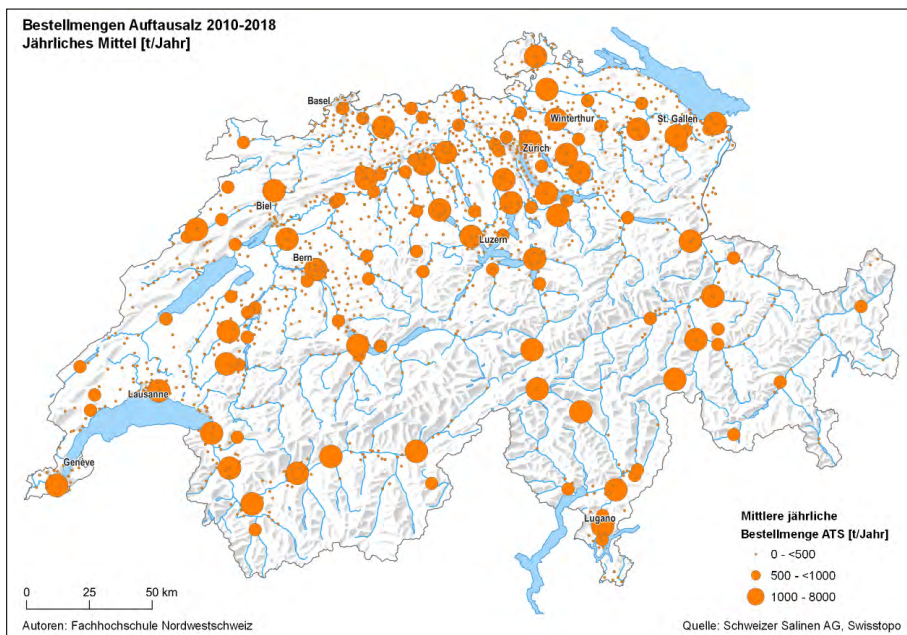 Bestellmengen Auftausalz 2010-2018
Jährliches Mittel [t/Jahr]
Basel
Winterthur
St. Gallen
Zürich
Biel
Luzern
Bern
Lausanne
Genève
Lugano
Mittlere jährliche
Bestellmenge ATS [t/Jahr]
0 - <500
500 - <1000
1000 - 8000
0 25 50 km
Autoren: Fachhochschule Nordwestschweiz
Quelle: Schweizer Salinen AG, Swisstopo